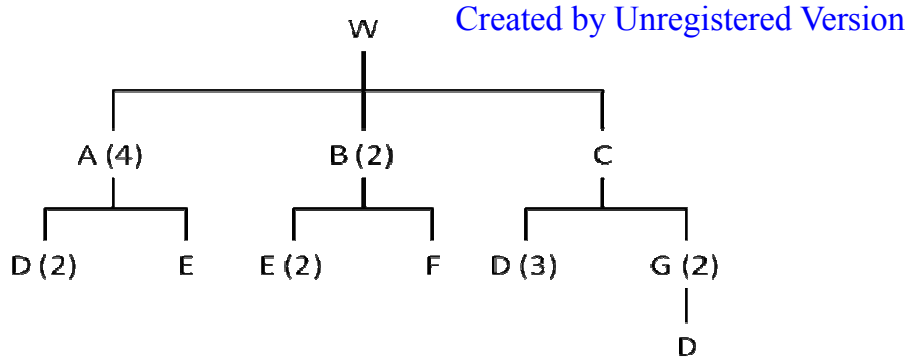 Created by Unregistered Version
W
A (4) B (2) C
D (2) E E (2) F D (3) G (2)
D